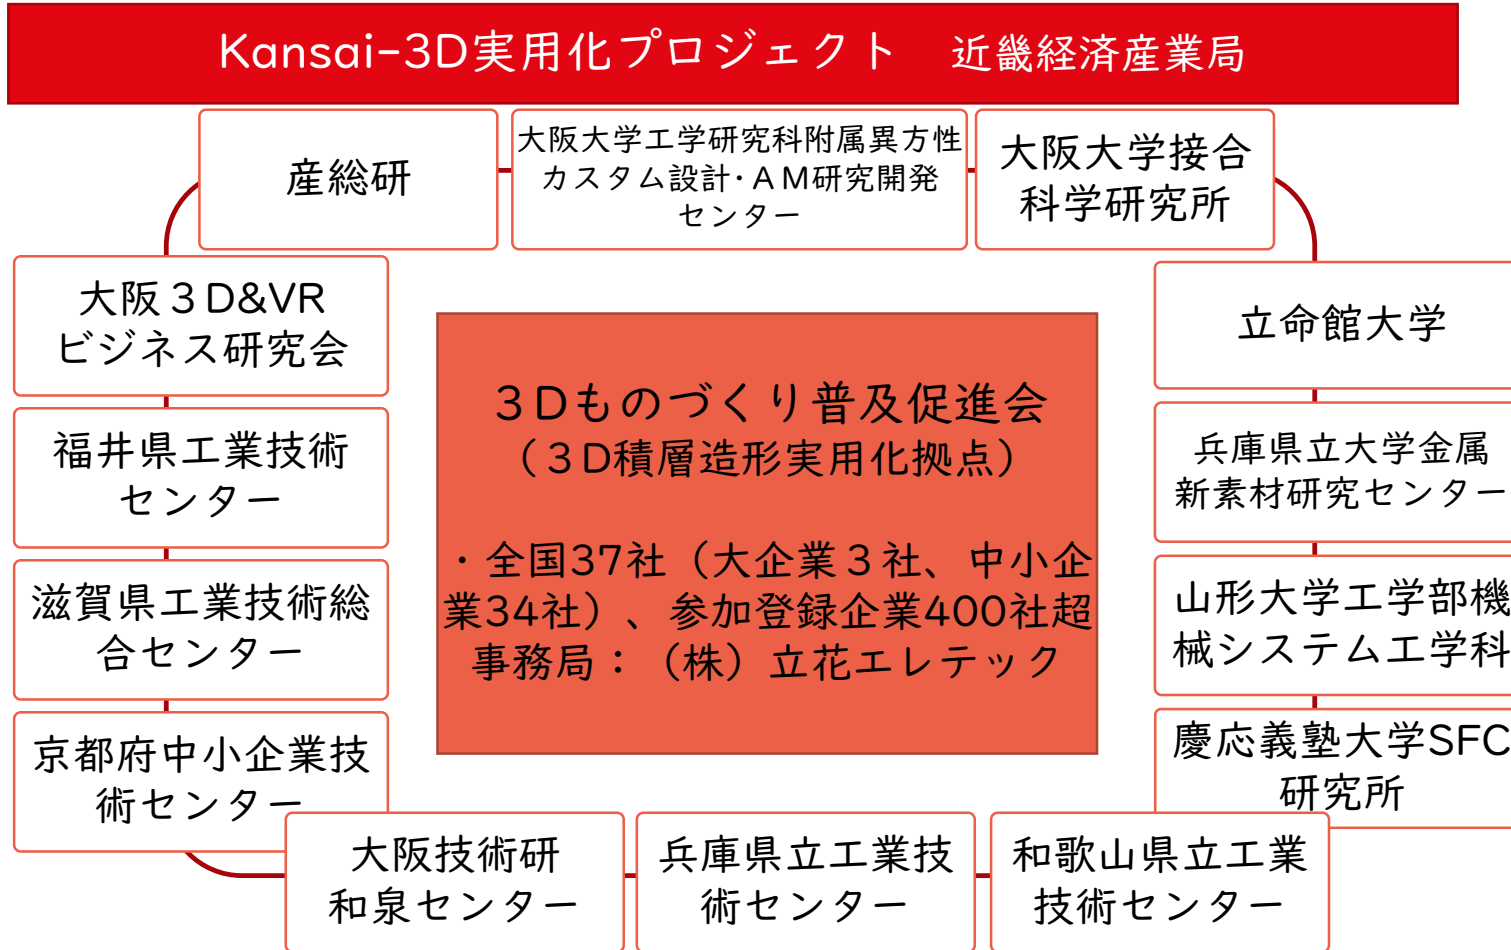 Kansai-3D実用化プロジェクト　近畿経済産業局
産総研
大阪大学工学研究科附属異方性
カスタム設計・ＡＭ研究開発
センター
大阪大学接合
科学研究所
大阪３D&VR
ビジネス研究会
福井県工業技術
センター
滋賀県工業技術総
合センター
京都府中小企業技
術センター
３Dものづくり普及促進会
（３D積層造形実用化拠点）
・全国37社（大企業３社、中小企
業34社）、参加登録企業400社超
事務局：（株）立花エレテック
立命館大学
兵庫県立大学金属
新素材研究センター
山形大学工学部機
械システム工学科
慶応義塾大学SFC
研究所
大阪技術研
和泉センター
兵庫県立工業技
術センター
和歌山県立工業
技術センター